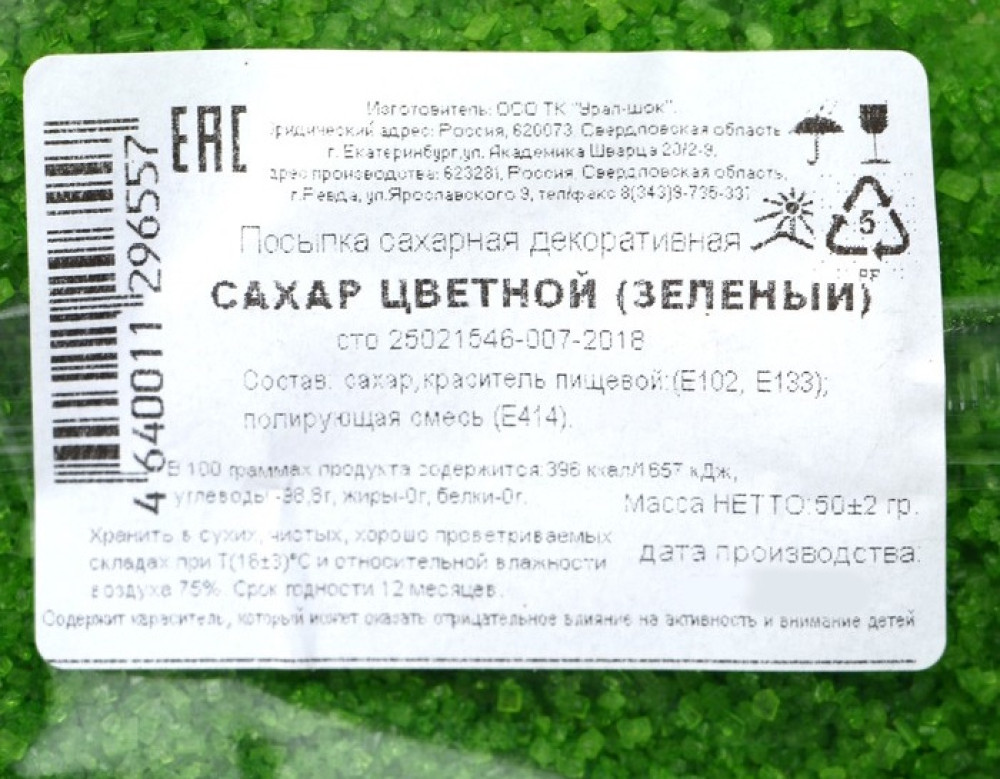 ЕАС
Изготовитель: ООО ТК "Урал-шок".
юридический адрес: Россия, 620073, Свердловская область
г. Екатеринбург,ул. Академика Шварца 20/2-9,
адрес производства: 623281, Россия, Свердловская область,
г.Ревда, ул.Ярославского 9, тел/факс 8(343)9-735-337
Посыпка сахарная декоративная
5
PP
САХАР ЦВЕТНОЙ (ЗЕЛЕНЫЙ)
сто 25021546-007-2018
Состав: сахар,краситель пищевой:(Е102, Е133);
полирующая смесь (Е414).
В 100 граммах продукта содержится:396 ккал/1657 кДж,
углеводы -98,8г, жиры-0г, белки-0г.
Масса НЕТТО:50±2 гр.
Хранить в сухих, чистых, хорошо проветриваемых
складах при Т(18±3)°С и относительной влажности
воздуха 75%. Срок годности 12 месяцев.
дата производства:
Содержит краситель, который может оказать отрицательное влияние на активность и внимание детей
4 640011 296557